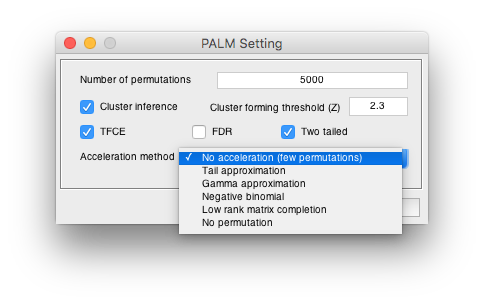 PALM Setting
Number of permutations 5000
Cluster inference Cluster forming threshold (Z) 2.3
TFCE FDR Two tailed
Acceleration method No acceleration (few permutations)
Tail approximation
Gamma approximation
Negative binomial
Low rank matrix completion
No permutation